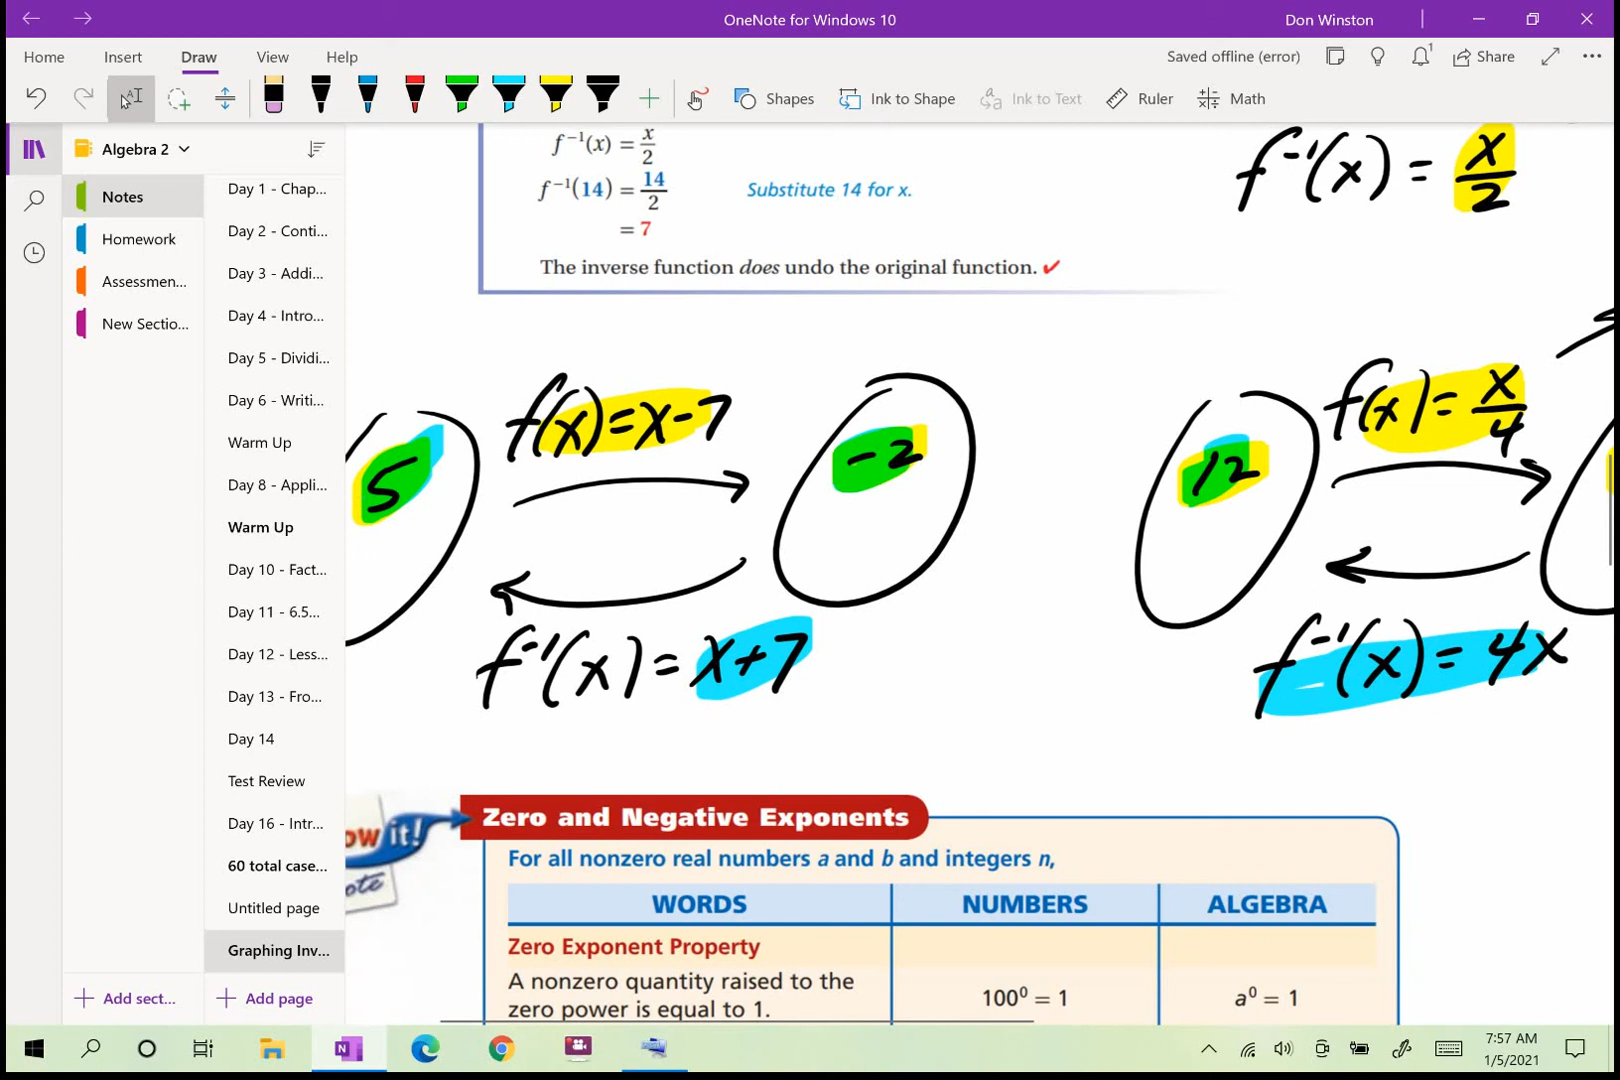 OneNote for Windows 10
Don Winston
Home Insert Draw View Help
Saved offline (error)
1
Share
Shapes
Ink to Shape
Ink to Text
Ruler
Math
Algebra 2
Notes
Homework
Assessmen...
New Sectio...
Day 1 - Chap...
Day 2 - Conti...
Day 3 - Addi...
Day 4 - Intro...
Day 5 - Dividi...
Day 6 - Writi...
Warm Up
Day 8 - Appli...
Warm Up
Day 10 - Fact...
Day 11 - 6.5...
Day 12 - Less...
Day 13 - Fro...
Day 14
Test Review
Day 16 - Intr...
60 total case...
Untitled page
Graphing Inv...
Add sect...
Add page
f⁻¹(x) = x/2
f⁻¹(14) = 14/2 Substitute 14 for x.
= 7
The inverse function does undo the original function. ✓
f⁻¹(x) = x/2
f(x)=x-7
5
-2
f⁻¹(x)=x+7
f(x)=x/4
12
f⁻¹(x)=4x
ow it!
ote
Zero and Negative Exponents
For all nonzero real numbers a and b and integers n,
WORDS NUMBERS ALGEBRA
Zero Exponent Property
A nonzero quantity raised to the
zero power is equal to 1.
100⁰ = 1
a⁰ = 1
7:57 AM
1/5/2021